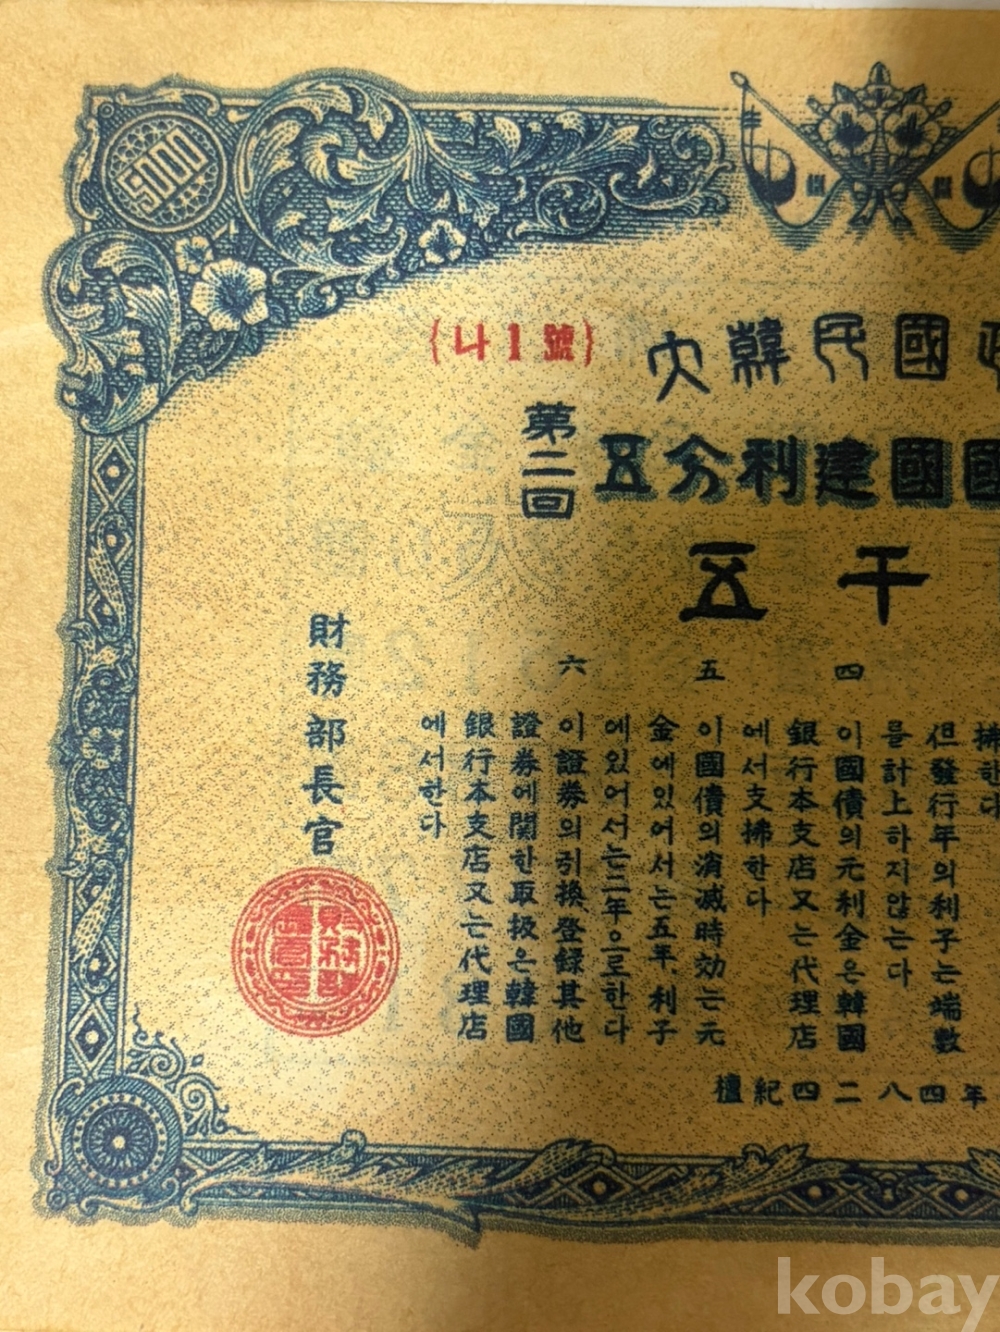 5000
{41號}
大韓民國政
第二回
五分利建國國
五千
四
五
六
拂한다
但發行年의利子는端數
를計上하지않는다
이國債의元利金은韓國
銀行本支店又는代理店
에서支拂한다
이國債의消滅時効는元
金에있어서는五年、利子
에있어서는二年으로한다
이證券의引換登録其他
證券에關한取扱은韓國
銀行本支店又는代理店
에서한다
財務部長官
檀紀四二八四年
kobay